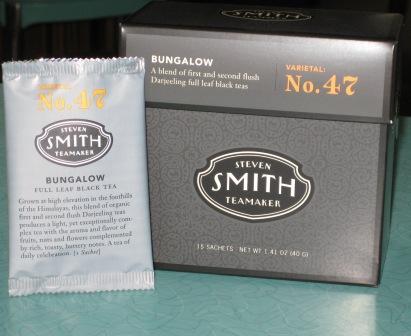 VARIETAL:
No. 47
STEVEN
SMITH
TEAMAKER
BUNGALOW
FULL LEAF BLACK TEA
Grown at high elevation in the foothills
of the Himalayas, this blend of organic
first and second flush Darjeeling teas
produces a light, yet exceptionally com-
plex tea with the aroma and flavor of
fruits, nuts and flowers complemented
by rich, toasty, buttery notes. A tea of
daily celebration. [1 Sachet]
SMITH
BUNGALOW
A blend of first and second flush
Darjeeling full leaf black teas
VARIETAL:
No. 47
STEVEN
SMITH
TEAMAKER
15 SACHETS NET WT 1.41 OZ (40 G)